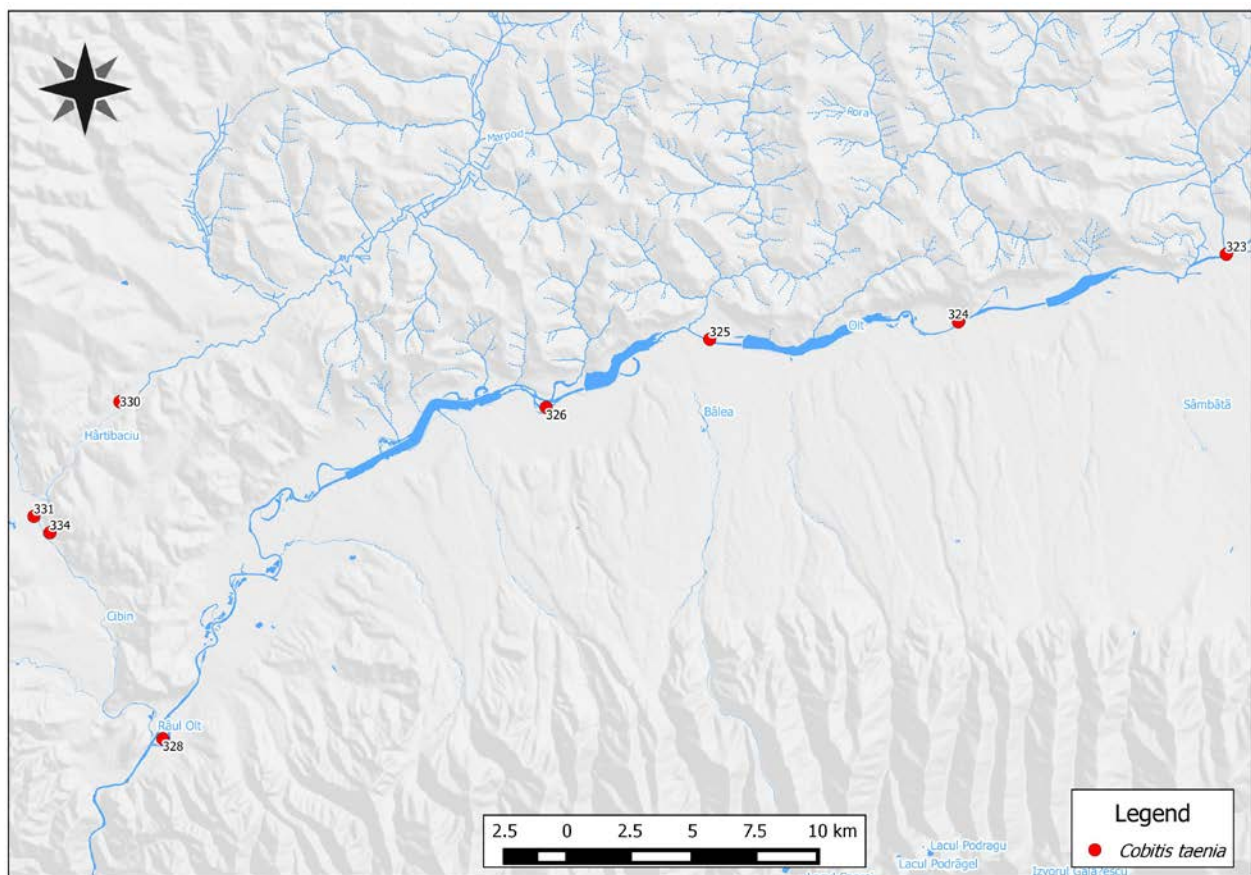 Marpod
Rora
323
324
Olt
325
326
Bâlea
Sâmbătă
330
Hârtibaciu
331
334
Cibin
Râul Olt
328
2.5 0 2.5 5 7.5 10 km
Legend
Cobitis taenia
Lacul Podragu
Lacul Podrăgel